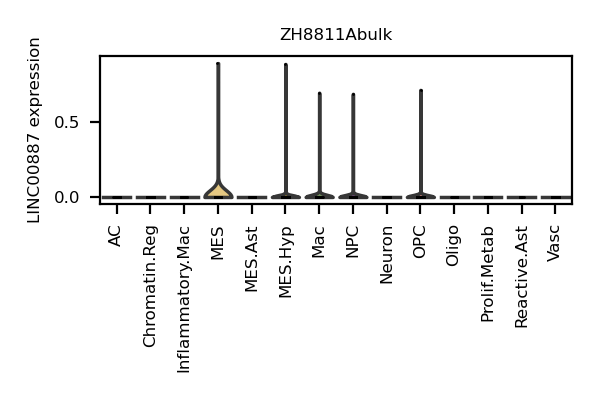 ZH8811Abulk
LINC00887 expression
0.5
0.0
AC
Chromatin.Reg
Inflammatory.Mac
MES
MES.Ast
MES.Hyp
Mac
NPC
Neuron
OPC
Oligo
Prolif.Metab
Reactive.Ast
Vasc